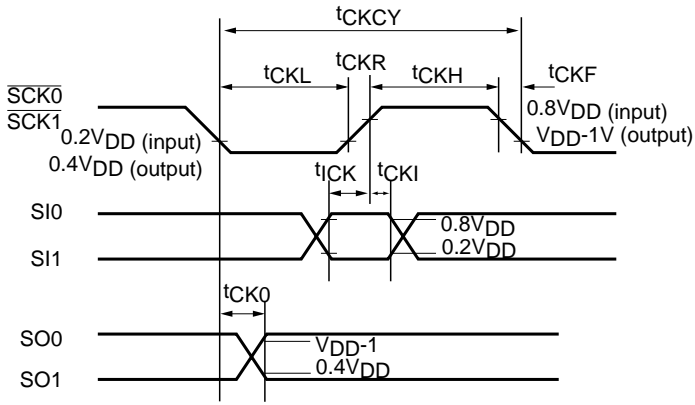 tCKCY
tCKL
tCKR
tCKH
tCKF
SCK0
SCK1
0.2VDD (input)
0.4VDD (output)
0.8VDD (input)
VDD-1V (output)
tICK
tCKI
SI0
SI1
0.8VDD
0.2VDD
tCK0
SO0
SO1
VDD-1
0.4VDD